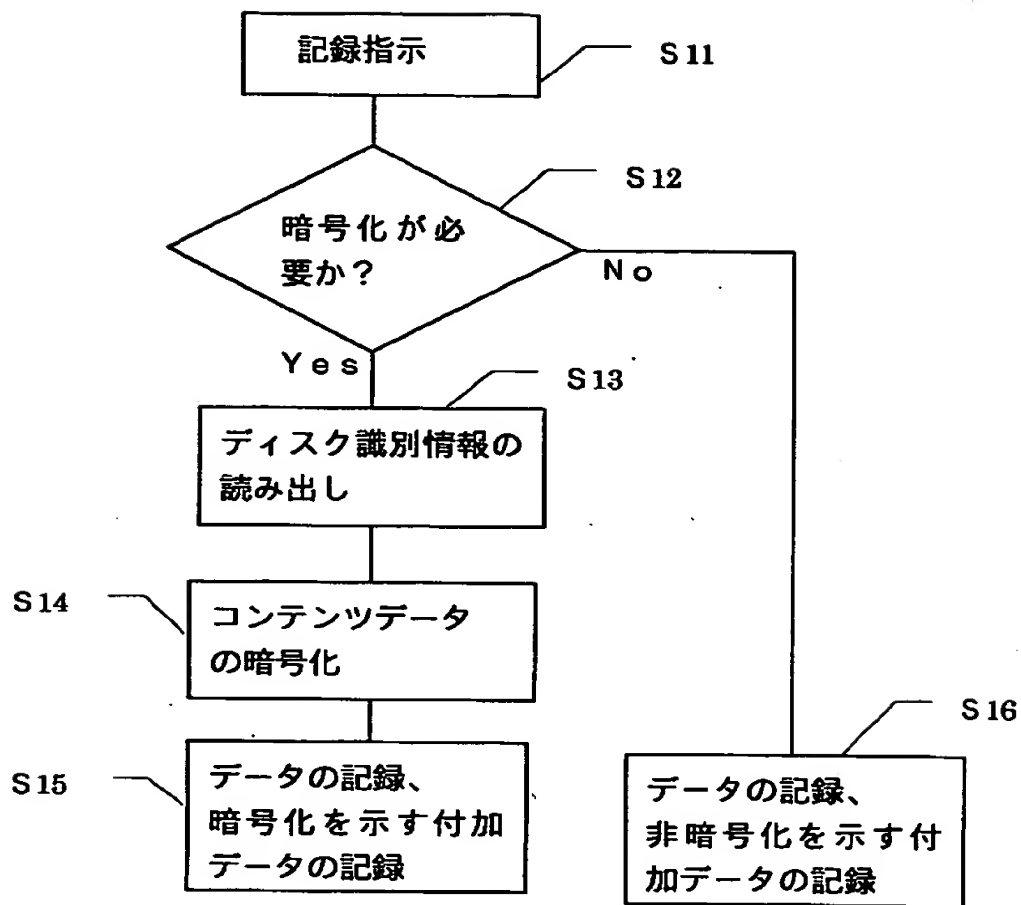 記録指示
S11
S12
暗号化が必
要か?
No
Yes
S13
ディスク識別情報の
読み出し
S14
コンテンツデータ
の暗号化
S15
データの記録、
暗号化を示す付加
データの記録
S16
データの記録、
非暗号化を示す付
加データの記録